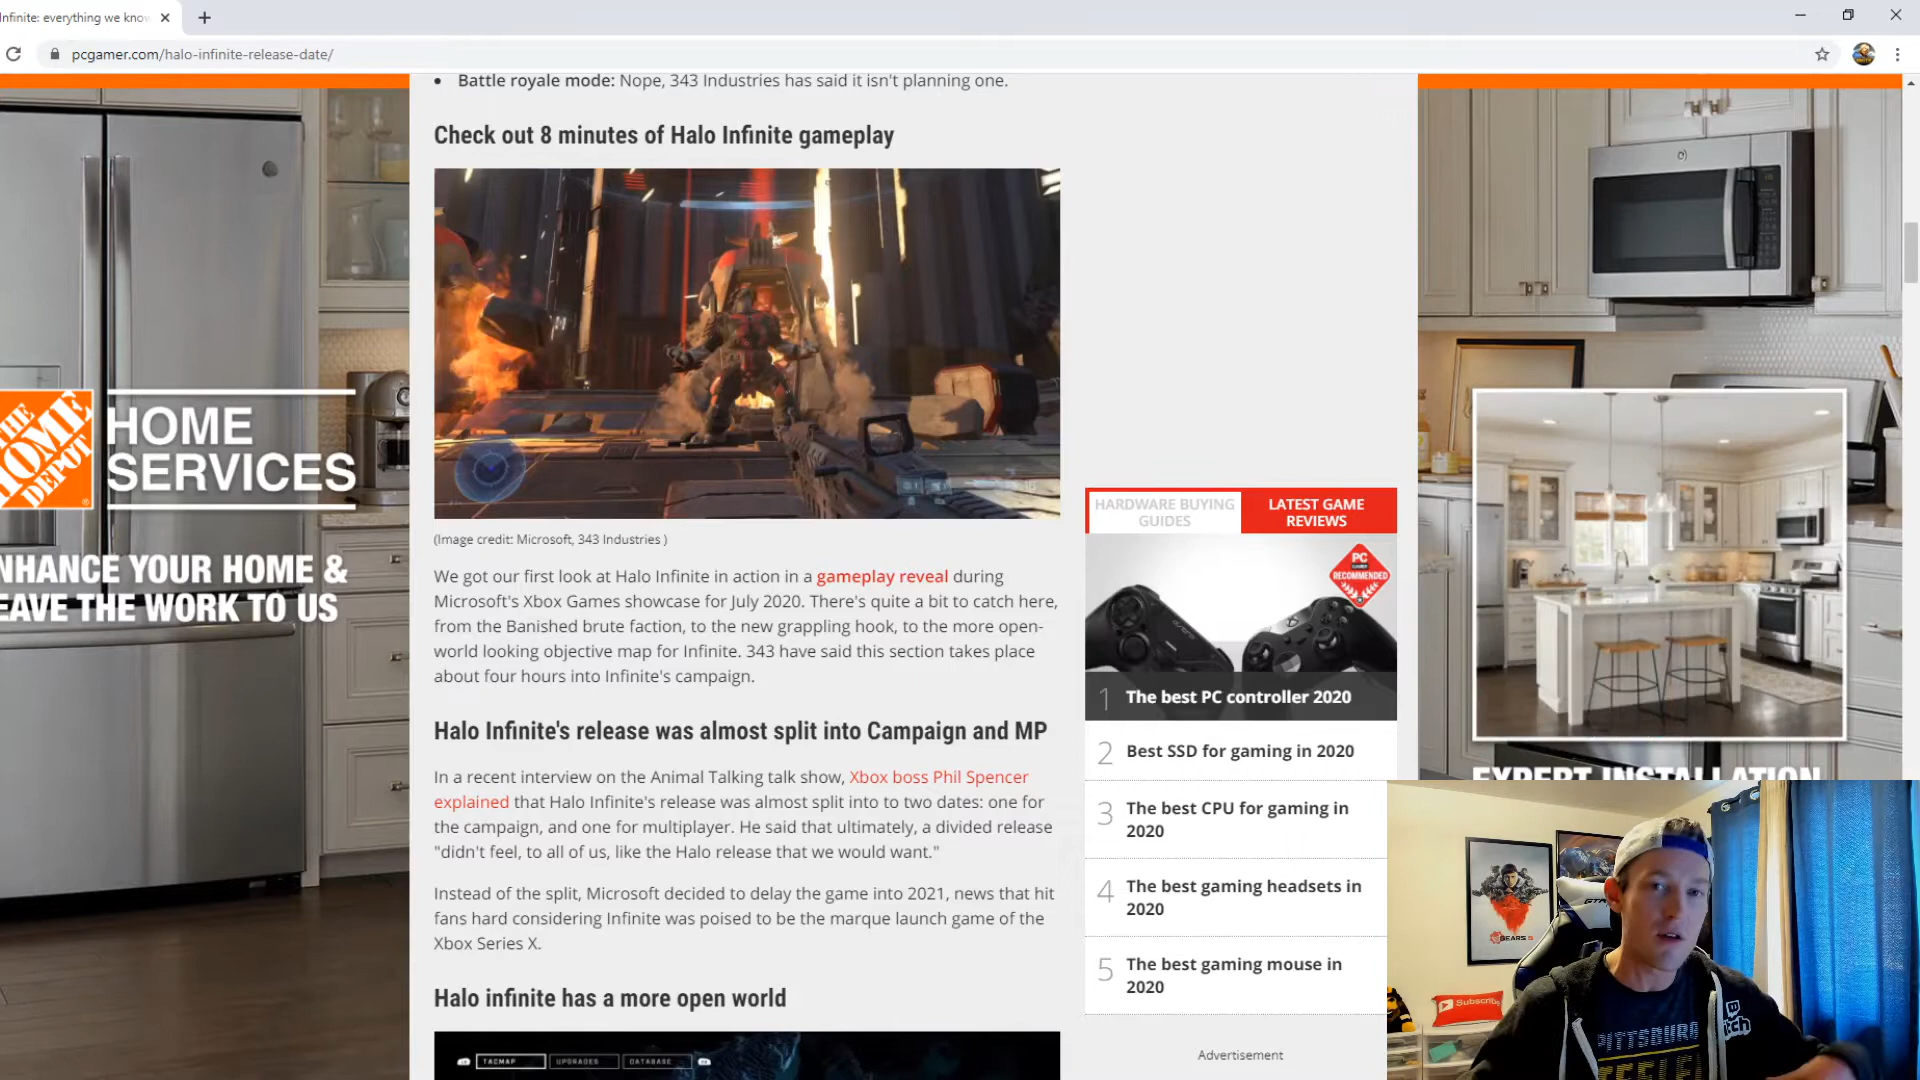 Infinite: everything we know
pcgamer.com/halo-infinite-release-date/
Battle royale mode: Nope, 343 Industries has said it isn't planning one.
Check out 8 minutes of Halo Infinite gameplay
(Image credit: Microsoft, 343 Industries )
We got our first look at Halo Infinite in action in a gameplay reveal during
Microsoft's Xbox Games showcase for July 2020. There's quite a bit to catch here,
from the Banished brute faction, to the new grappling hook, to the more open-
world looking objective map for Infinite. 343 have said this section takes place
about four hours into Infinite's campaign.
Halo Infinite's release was almost split into Campaign and MP
In a recent interview on the Animal Talking talk show, Xbox boss Phil Spencer
explained that Halo Infinite's release was almost split into to two dates: one for
the campaign, and one for multiplayer. He said that ultimately, a divided release
"didn't feel, to all of us, like the Halo release that we would want."
Instead of the split, Microsoft decided to delay the game into 2021, news that hit
fans hard considering Infinite was poised to be the marque launch game of the
Xbox Series X.
Halo infinite has a more open world
TACMAP UPGRADES DATABASE
THE
HOME
DEPOT
HOME
SERVICES
NHANCE YOUR HOME &
EAVE THE WORK TO US
HARDWARE BUYING
GUIDES
LATEST GAME
REVIEWS
PC
GAMER
RECOMMENDED
1 The best PC controller 2020
2 Best SSD for gaming in 2020
3 The best CPU for gaming in
2020
4 The best gaming headsets in
2020
5 The best gaming mouse in
2020
Advertisement
EXPERT INSTALLATION
GEARS 5
GT
Subscribe
PITTSBURG
STEELE